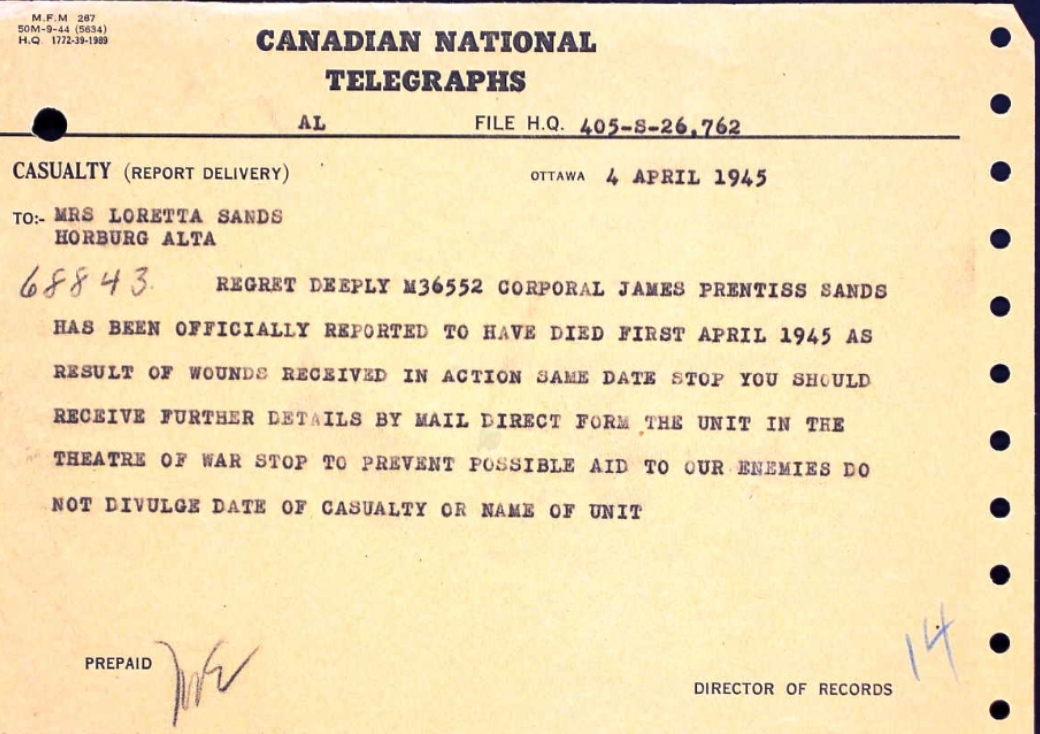 M.F.M 267
50M-9-44 (5634)
H.Q. 1772-39-1989
CANADIAN NATIONAL
TELEGRAPHS
AL FILE H.Q. 405-S-26,762
CASUALTY (REPORT DELIVERY) OTTAWA 4 APRIL 1945
TO:- MRS LORETTA SANDS
HORBURG ALTA
68843. REGRET DEEPLY M36552 CORPORAL JAMES PRENTISS SANDS
HAS BEEN OFFICIALLY REPORTED TO HAVE DIED FIRST APRIL 1945 AS
RESULT OF WOUNDS RECEIVED IN ACTION SAME DATE STOP YOU SHOULD
RECEIVE FURTHER DETAILS BY MAIL DIRECT FORM THE UNIT IN THE
THEATRE OF WAR STOP TO PREVENT POSSIBLE AID TO OUR ENEMIES DO
NOT DIVULGE DATE OF CASUALTY OR NAME OF UNIT
14
PREPAID
DIRECTOR OF RECORDS